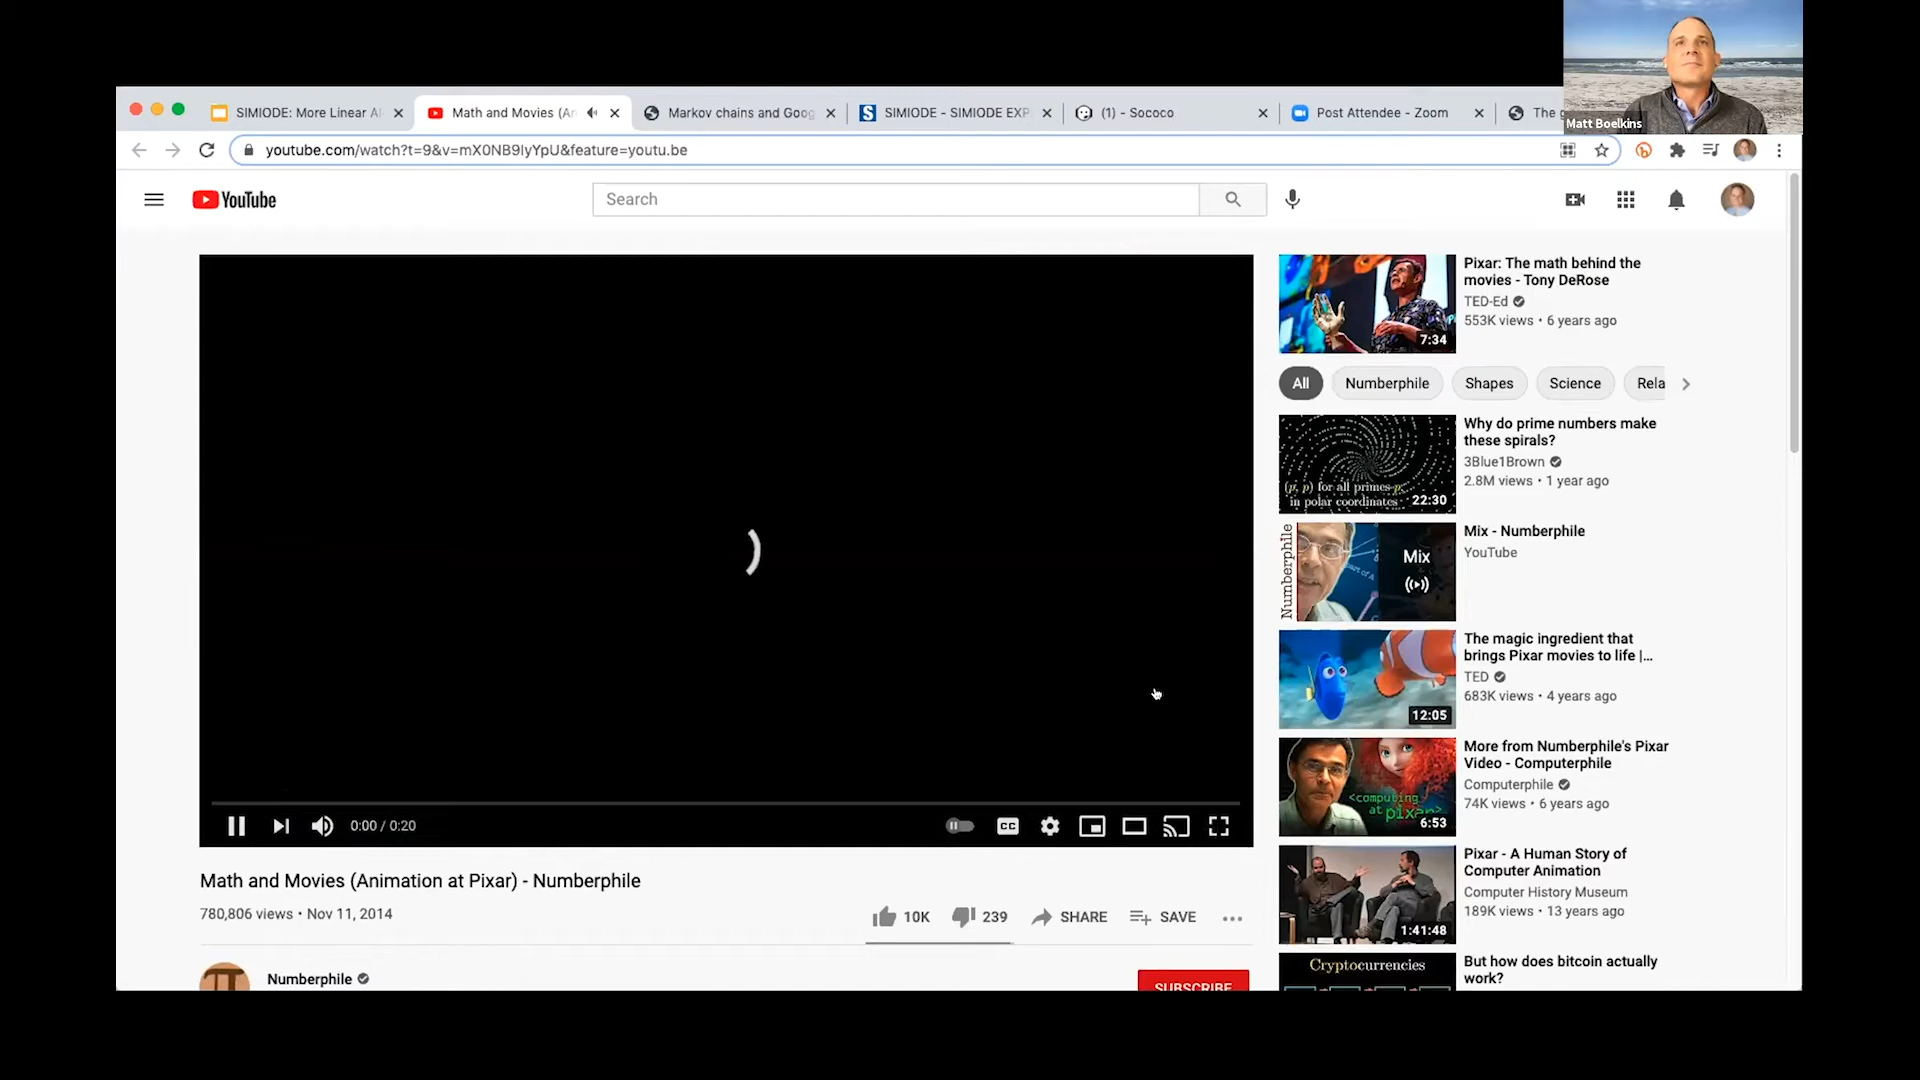 Matt Boelkins
SIMIODE: More Linear Al
Math and Movies (An
Markov chains and Goog
SIMIODE - SIMIODE EXP
(1) - Sococo
Post Attendee - Zoom
The g
youtube.com/watch?t=9&v=mX0NB9IyYpU&feature=youtu.be
YouTube
Search
Pixar: The math behind the
movies - Tony DeRose
TED-Ed
553K views • 6 years ago
7:34
All
Numberphile
Shapes
Science
Rela
Why do prime numbers make
these spirals?
3Blue1Brown
2.8M views • 1 year ago
(p, p) for all primes p,
in polar coordinates
22:30
Mix - Numberphile
YouTube
Numberphile
Mix
The magic ingredient that
brings Pixar movies to life |...
TED
683K views • 4 years ago
12:05
More from Numberphile's Pixar
Video - Computerphile
Computerphile
74K views • 6 years ago
<computing
at pixar>
6:53
Pixar - A Human Story of
Computer Animation
Computer History Museum
189K views • 13 years ago
1:41:48
But how does bitcoin actually
work?
Cryptocurrencies
0:00 / 0:20
CC
Math and Movies (Animation at Pixar) - Numberphile
780,806 views • Nov 11, 2014
10K
239
SHARE
SAVE
Numberphile
SUBSCRIBE